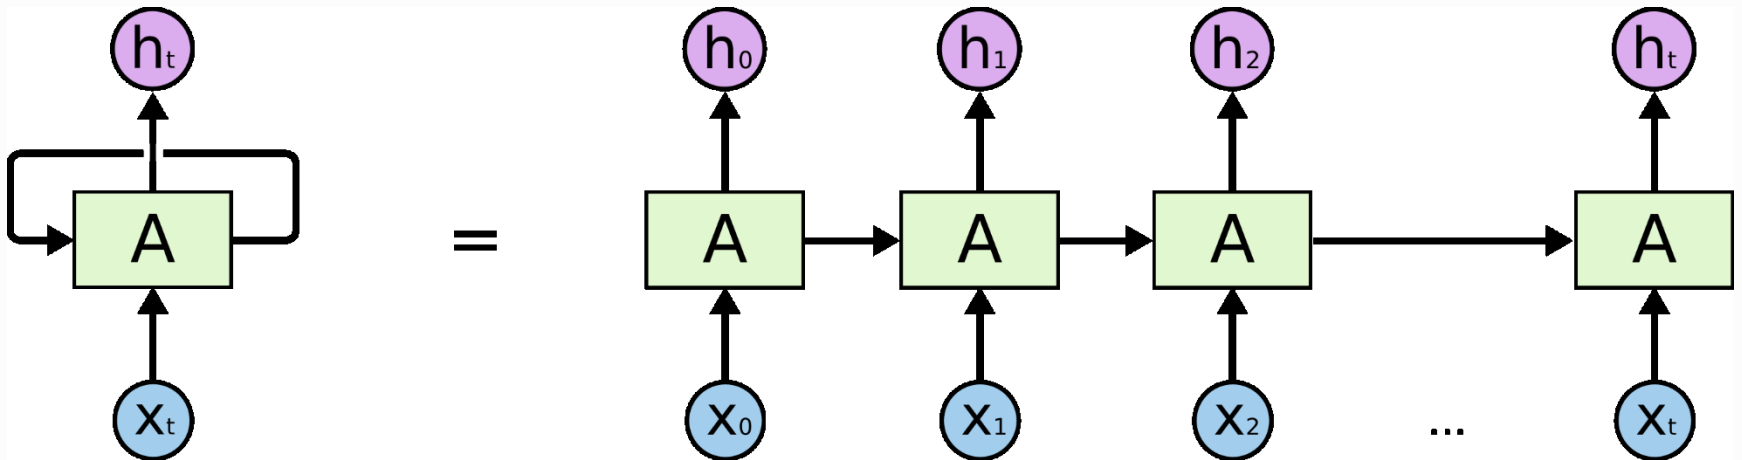 ht h0 h1 h2 ht
A = A A A A
xt x0 x1 x2 ... xt